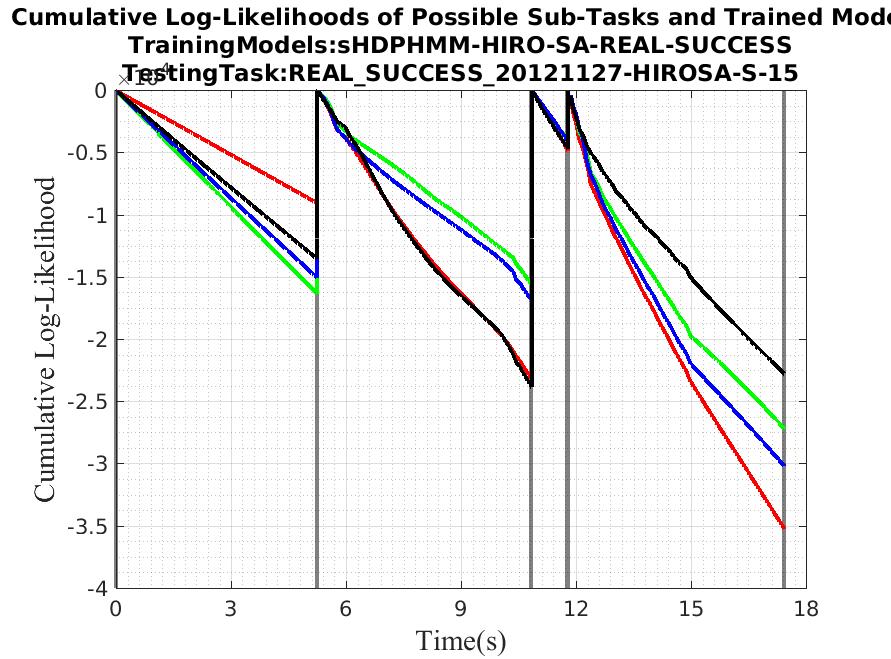 Cumulative Log-Likelihoods of Possible Sub-Tasks and Trained Mode
TrainingModels:sHDPHMM-HIRO-SA-REAL-SUCCESS
TestingTask:REAL_SUCCESS_20121127-HIROSA-S-15
×10⁴
0
-0.5
-1
-1.5
-2
-2.5
-3
-3.5
-4
Cumulative Log-Likelihood
0 3 6 9 12 15 18
Time(s)